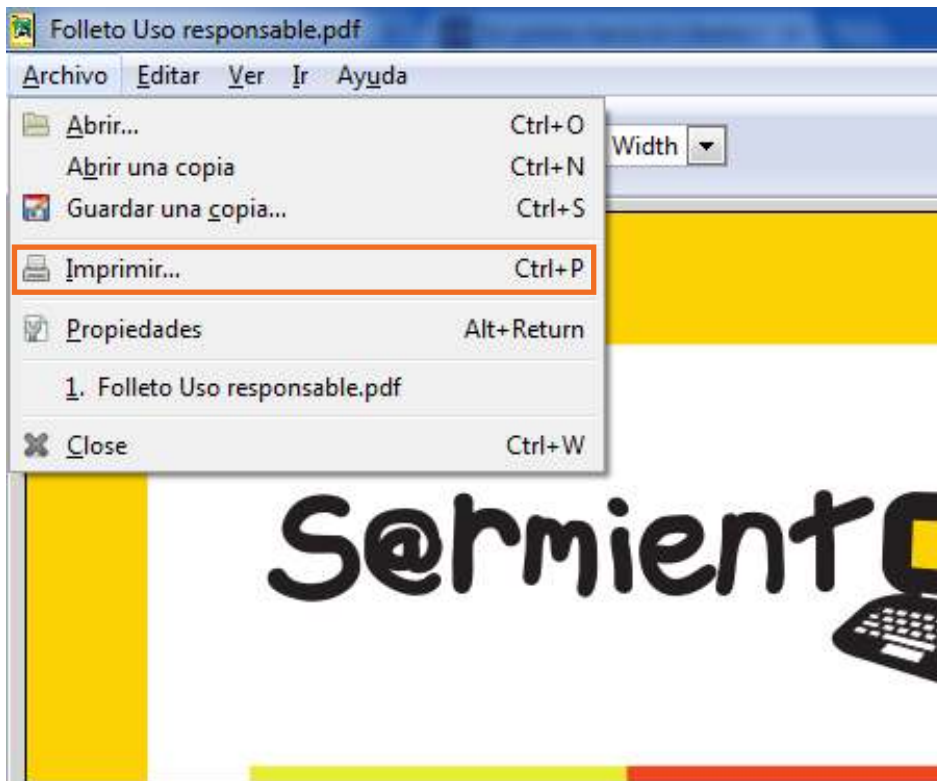 Folleto Uso responsable.pdf
Archivo Editar Ver Ir Ayuda
Abrir... Ctrl+O
Width
Abrir una copia Ctrl+N
Guardar una copia... Ctrl+S
Imprimir... Ctrl+P
Propiedades Alt+Return
1. Folleto Uso responsable.pdf
Close Ctrl+W
S@rmient